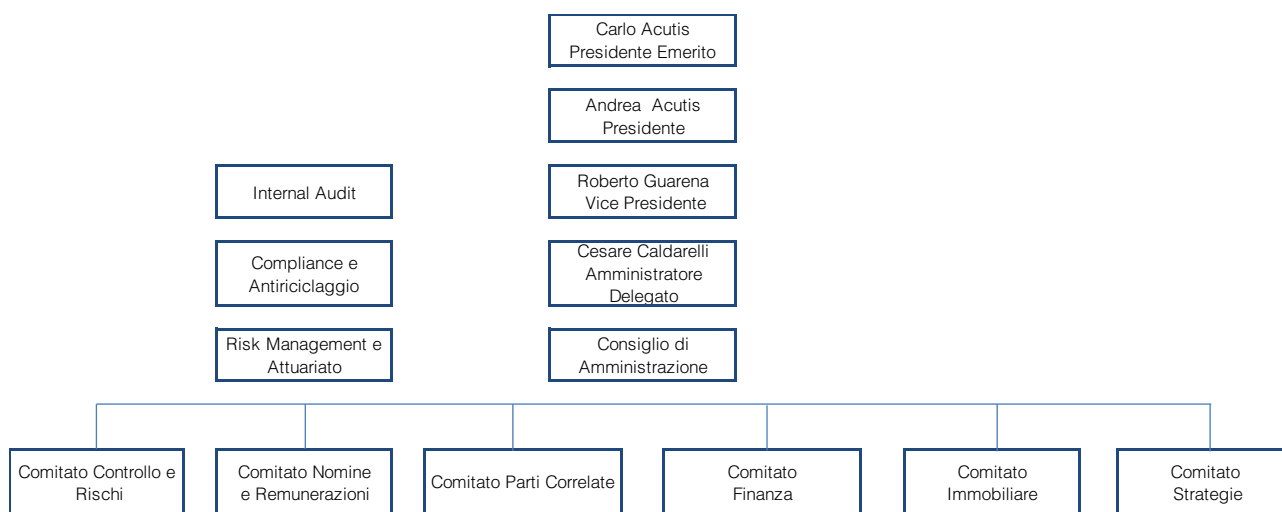 Carlo Acutis
Presidente Emerito
Andrea Acutis
Presidente
Internal Audit
Roberto Guarena
Vice Presidente
Compliance e
Antiriciclaggio
Cesare Caldarelli
Amministratore
Delegato
Risk Management e
Attuariato
Consiglio di
Amministrazione
Comitato Controllo e
Rischi
Comitato Nomine
e Remunerazioni
Comitato Parti Correlate
Comitato
Finanza
Comitato
Immobiliare
Comitato
Strategie